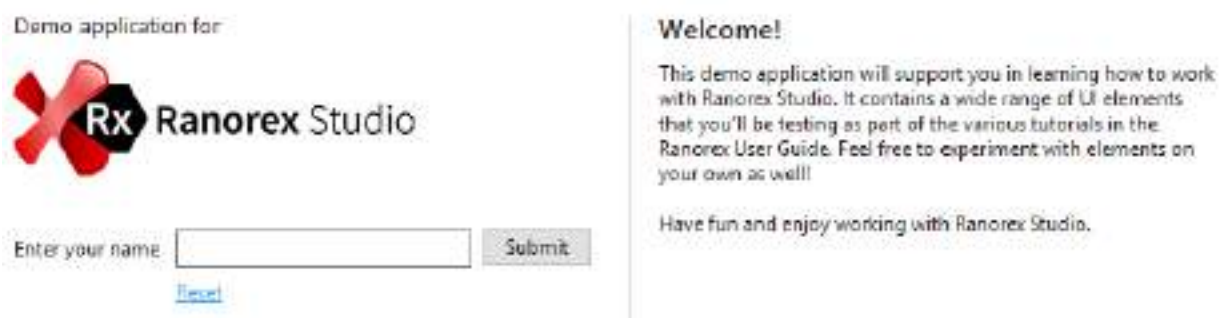 Demo application for
Rx Ranorex Studio
Enter your name
Submit
Reset
Welcome!
This demo application will support you in learning how to work
with Ranorex Studio. It contains a wide range of UI elements
that you'll be testing as part of the various tutorials in the
Ranorex User Guide. Feel free to experiment with elements on
your own as well!
Have fun and enjoy working with Ranorex Studio.